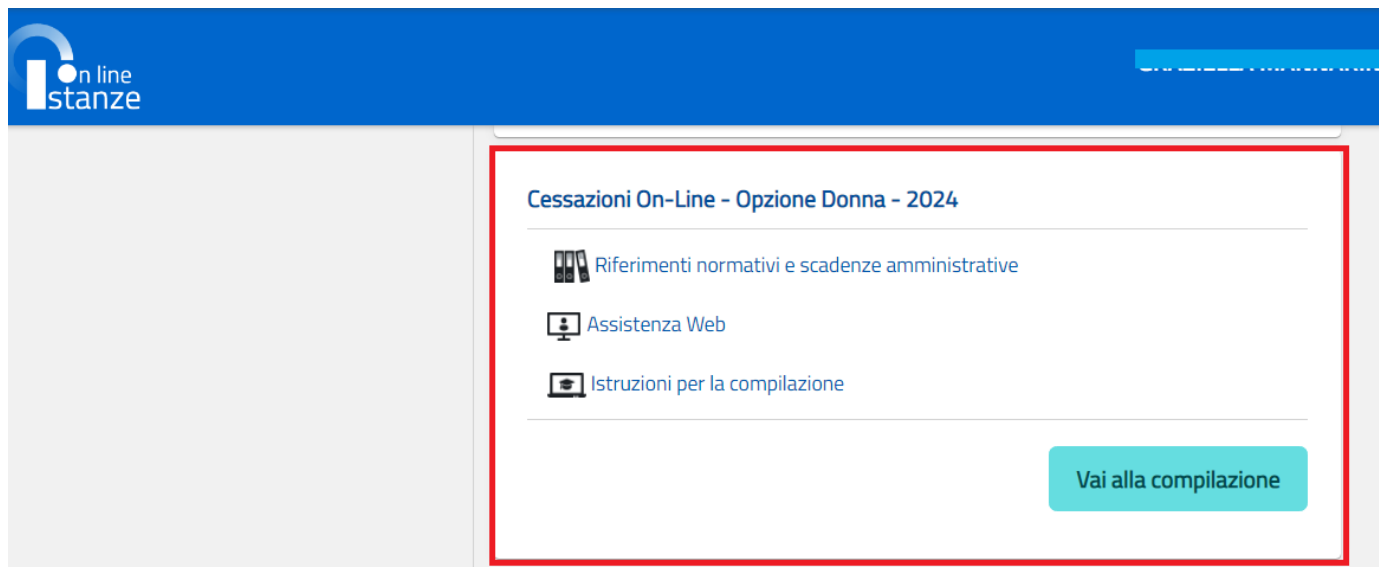 On line
Istanze
Cessazioni On-Line - Opzione Donna - 2024
Riferimenti normativi e scadenze amministrative
Assistenza Web
Istruzioni per la compilazione
Vai alla compilazione